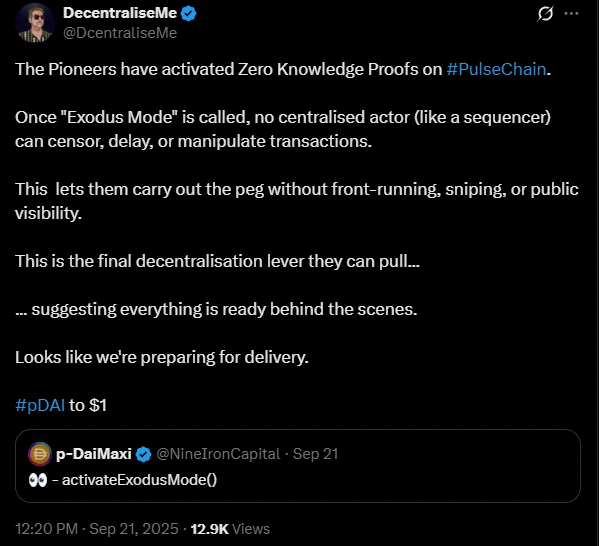 DecentraliseMe
@DcentraliseMe
The Pioneers have activated Zero Knowledge Proofs on #PulseChain.
Once "Exodus Mode" is called, no centralised actor (like a sequencer)
can censor, delay, or manipulate transactions.
This lets them carry out the peg without front-running, sniping, or public
visibility.
This is the final decentralisation lever they can pull...
... suggesting everything is ready behind the scenes.
Looks like we're preparing for delivery.
#pDAI to $1
p-DaiMaxi @NineIronCapital · Sep 21
👀 - activateExodusMode()
12:20 PM · Sep 21, 2025 · 12.9K Views